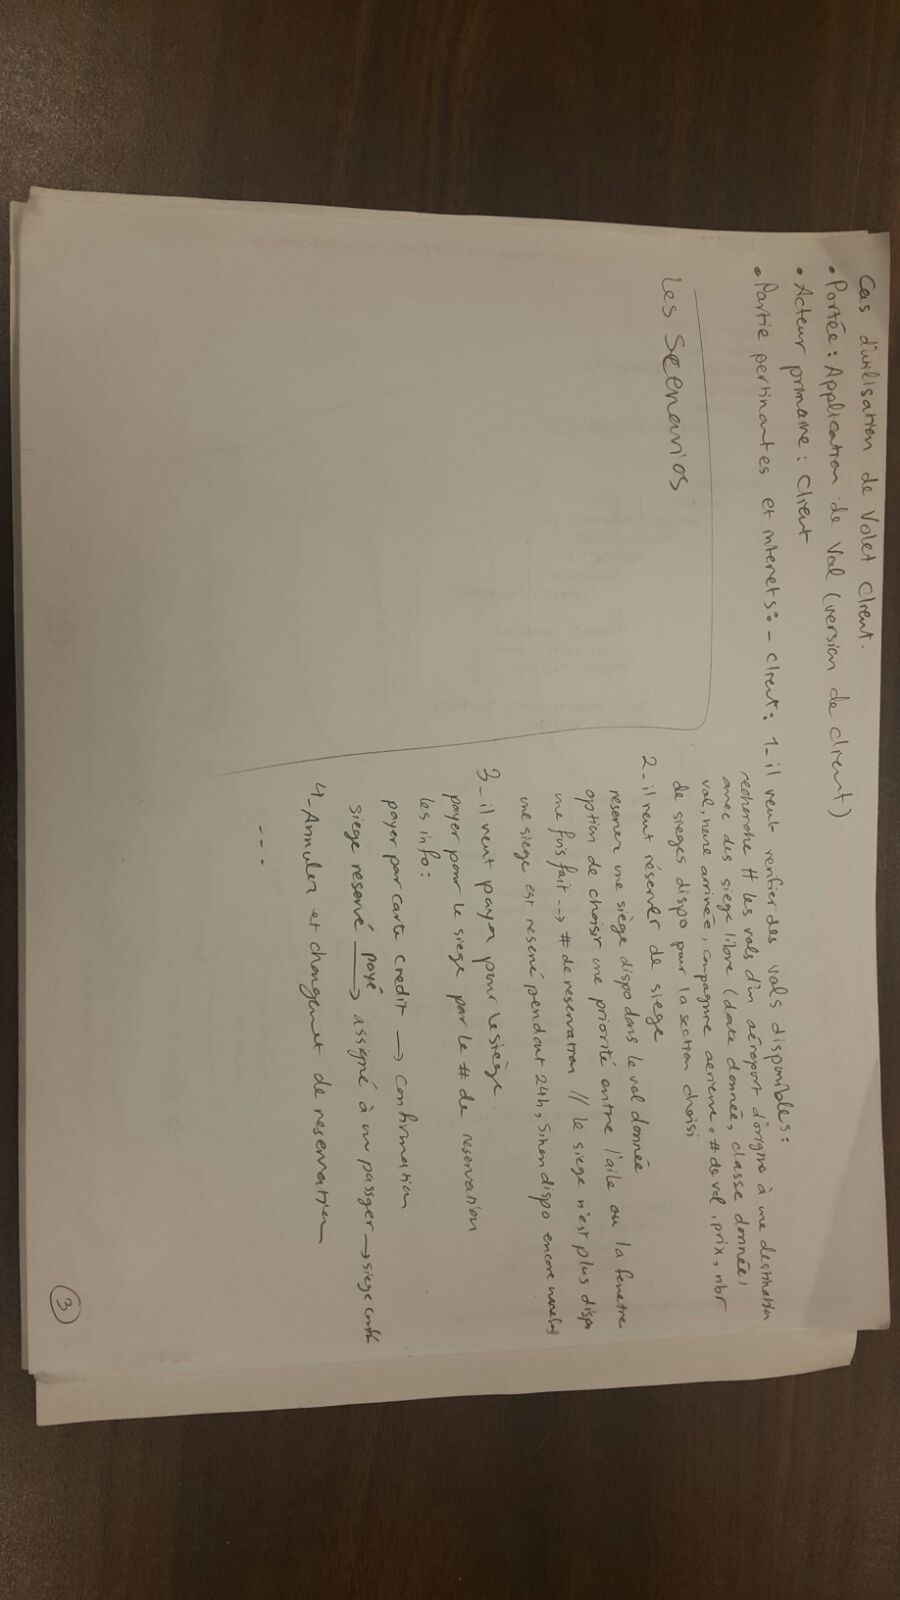 Cas d'utilisation de Volet Client.
• Portée : Application de Vol (version de client)
• Acteur primaire : Client
• Partie pertinantes et interets : - Client : 1- il veut verifier des vols disponibles :
recherche # les vols d'un aéroport d'origine à une destination
avec des siege libre (date donnée, classe donnée)
vol, heure arrivée, compagnie aerienne, # de vol, prix, nbr
de sieges dispo pour la section choisi
Les Scenarios
2- il veut réserver de siege
reserver une siège dispo dans le vol donnée
option de choisir une priorité entre l'aile ou la fenetre
une fois fait --> # de reservation // le siege n'est plus dispo
une siege est reservé pendant 24h, Sinon dispo encore
3- il veut payer pour le siège
payer pour le siege par le # de reservation
les info :
payer par carte credit → confirmation
siege reservé payé → assigné à un passger → siege conf
4- Annuler et changement de reservation
---
3